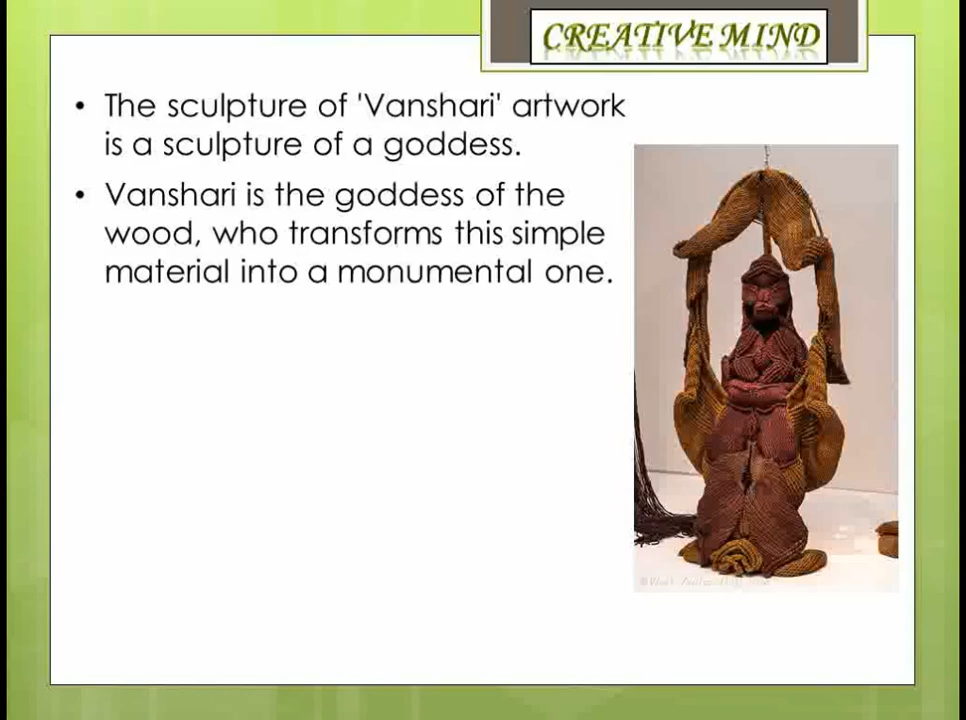 CREATIVE MIND
• The sculpture of 'Vanshari' artwork
is a sculpture of a goddess.
• Vanshari is the goddess of the
wood, who transforms this simple
material into a monumental one.